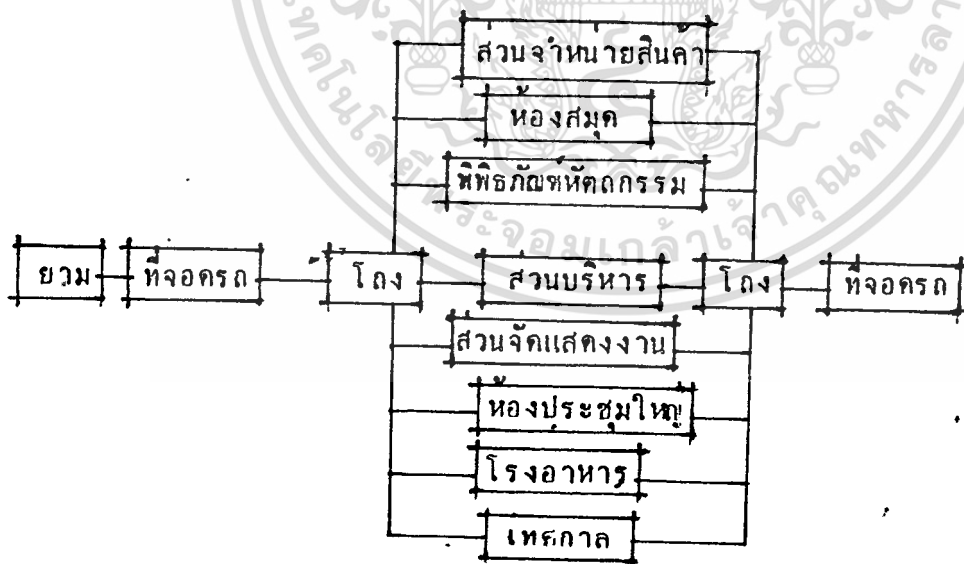 ส่วนจำหน่ายสินค้า
ห้องสมุด
พิพิธภัณฑ์หัตถกรรม
ยวม ที่จอดรถ โถง ส่วนบริหาร โถง ที่จอดรถ
ส่วนจัดแสดงงาน
ห้องประชุมใหญ่
โรงอาหาร
เทศกาล